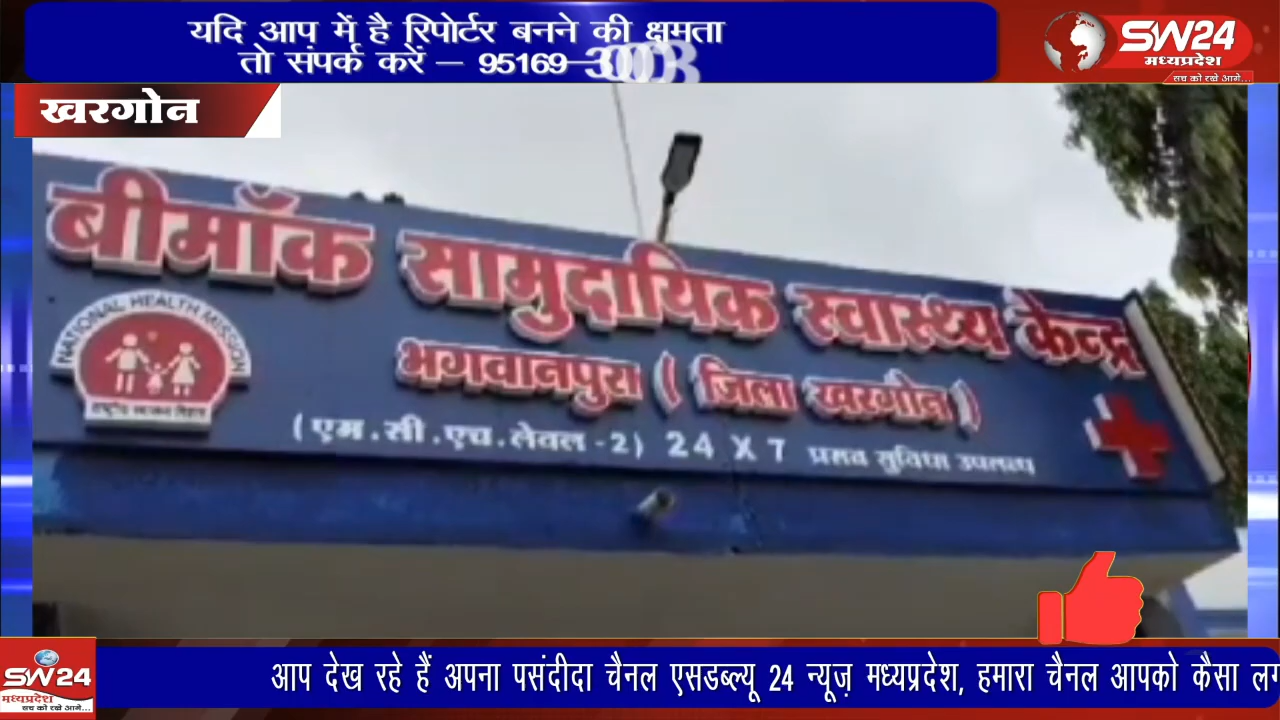 यदि आप में है रिपोर्टर बनने की क्षमता
तो संपर्क करें – 95169
SW24
मध्यप्रदेश
सच को रखे आगे...
खरगोन
बीमॉक सामुदायिक स्वास्थ्य केन्द्र
NATIONAL HEALTH MISSION
भगवानपुरा ( जिला खरगोन )
(एम.सी.एच.लेवल -2) 24 X 7 प्रसव सुविधा उपलब्ध
SW24
मध्यप्रदेश
सच को रखे आगे...
आप देख रहे हैं अपना पसंदीदा चैनल एसडब्ल्यू 24 न्यूज़ मध्यप्रदेश, हमारा चैनल आपको कैसा